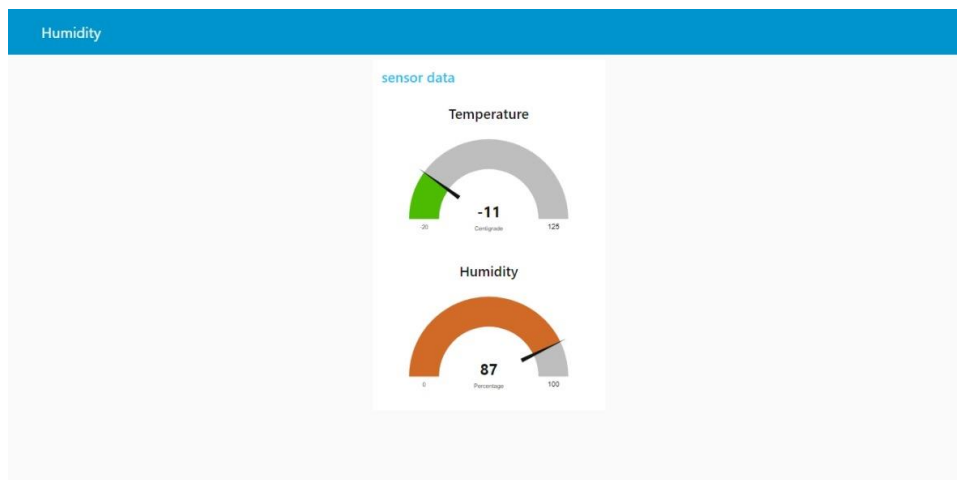 Humidity
sensor data
Temperature
-11
-20 Centigrade 125
Humidity
87
0 Percentage 100